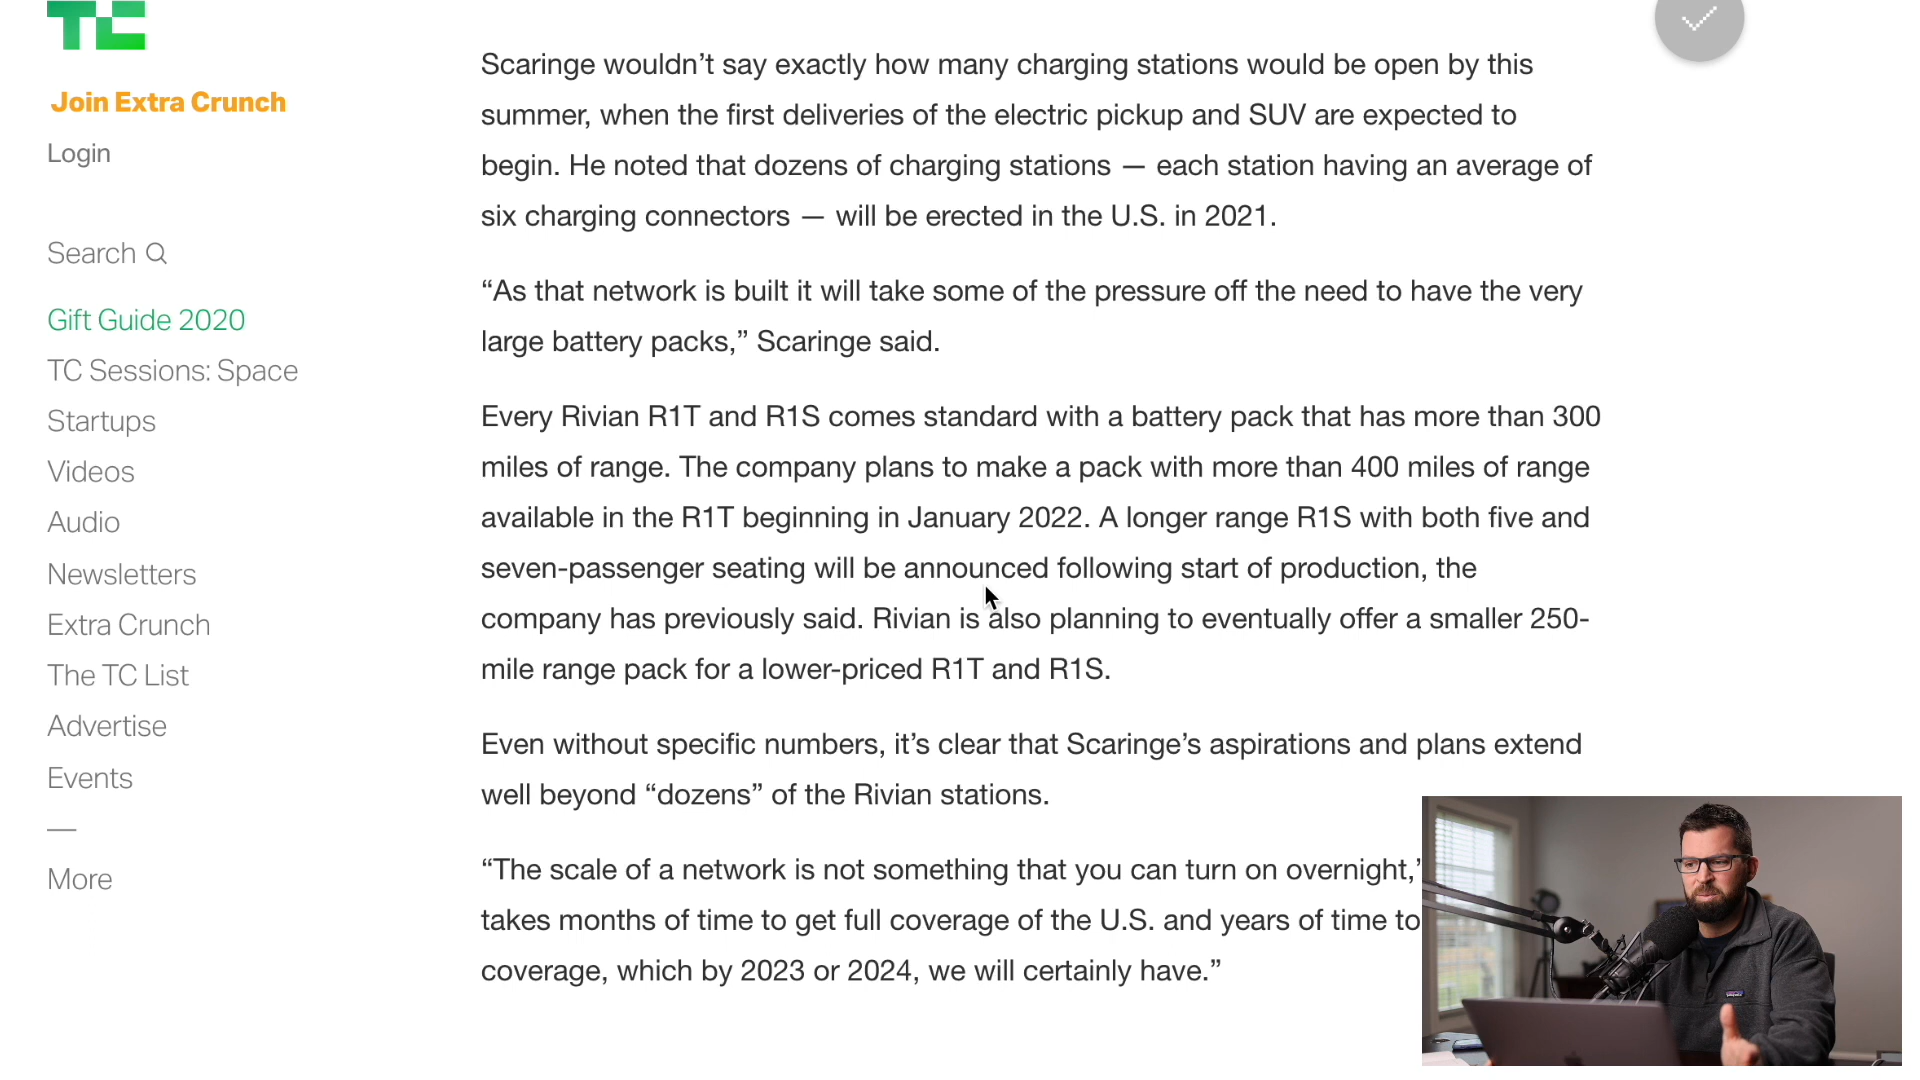 TC
Join Extra Crunch
Login
Search
Gift Guide 2020
TC Sessions: Space
Startups
Videos
Audio
Newsletters
Extra Crunch
The TC List
Advertise
Events
More
Scaringe wouldn’t say exactly how many charging stations would be open by this
summer, when the first deliveries of the electric pickup and SUV are expected to
begin. He noted that dozens of charging stations — each station having an average of
six charging connectors — will be erected in the U.S. in 2021.
“As that network is built it will take some of the pressure off the need to have the very
large battery packs,” Scaringe said.
Every Rivian R1T and R1S comes standard with a battery pack that has more than 300
miles of range. The company plans to make a pack with more than 400 miles of range
available in the R1T beginning in January 2022. A longer range R1S with both five and
seven-passenger seating will be announced following start of production, the
company has previously said. Rivian is also planning to eventually offer a smaller 250-
mile range pack for a lower-priced R1T and R1S.
Even without specific numbers, it’s clear that Scaringe’s aspirations and plans extend
well beyond “dozens” of the Rivian stations.
“The scale of a network is not something that you can turn on overnight,’
takes months of time to get full coverage of the U.S. and years of time to
coverage, which by 2023 or 2024, we will certainly have.”